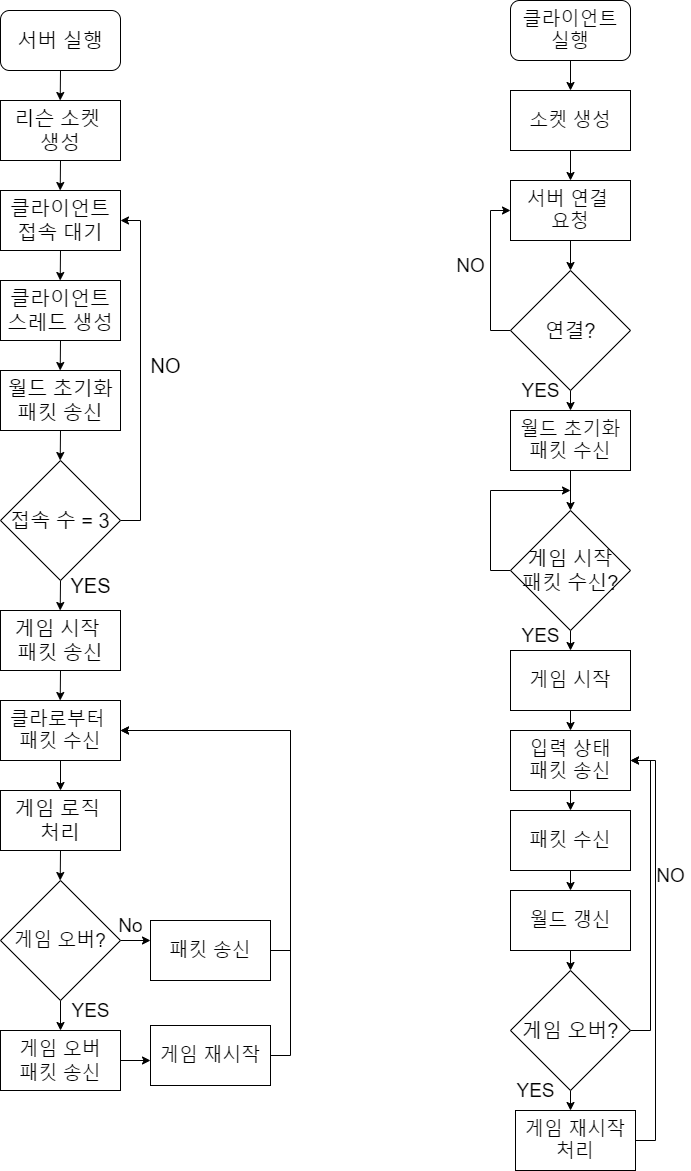 서버 실행
리슨 소켓
생성
클라이언트
접속 대기
클라이언트
스레드 생성
NO
월드 초기화
패킷 송신
접속 수 = 3
YES
게임 시작
패킷 송신
클라로부터
패킷 수신
게임 로직
처리
게임 오버?
No
패킷 송신
YES
게임 오버
패킷 송신
게임 재시작
클라이언트
실행
소켓 생성
서버 연결
요청
NO
연결?
YES
월드 초기화
패킷 수신
게임 시작
패킷 수신?
YES
게임 시작
입력 상태
패킷 송신
패킷 수신
NO
월드 갱신
게임 오버?
YES
게임 재시작
처리